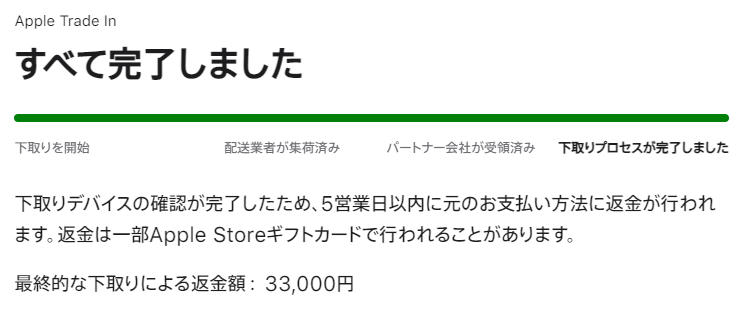 Apple Trade In
すべて完了しました
下取りを開始
配送業者が集荷済み
パートナー会社が受領済み
下取りプロセスが完了しました
下取りデバイスの確認が完了したため、5営業日以内に元のお支払い方法に返金が行われ
ます。返金は一部Apple Storeギフトカードで行われることがあります。
最終的な下取りによる返金額： 33,000円